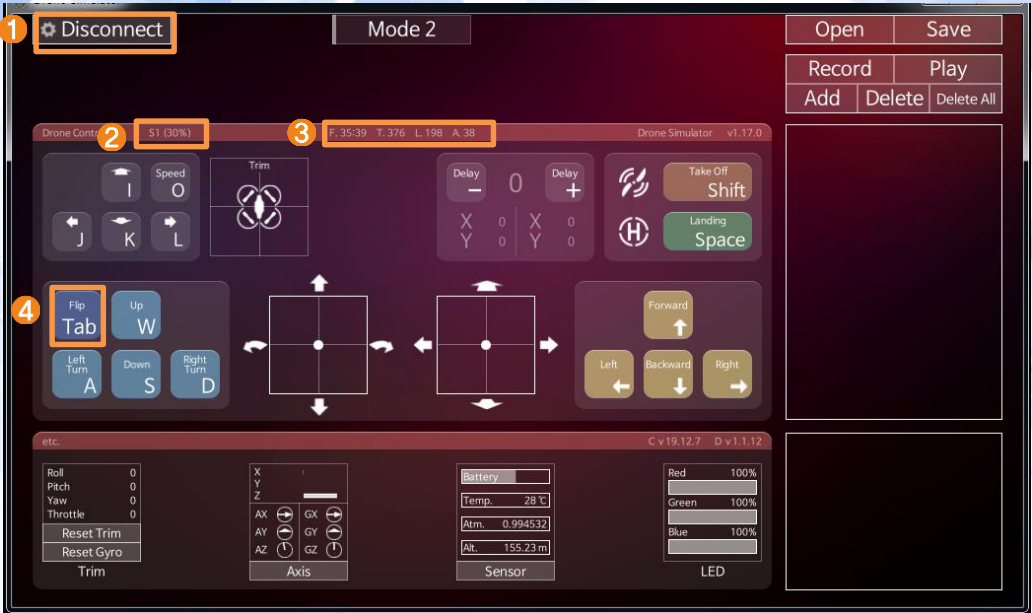 1 Disconnect
Mode 2
Open Save
Record Play
Add Delete Delete All
2 S1 (30%)
3 F. 35:39 T. 376 L. 198 A. 38
Drone Simulator v1.17.0
I
Speed O
J K L
Trim
Delay −
0
Delay +
X 0 X 0
Y 0 Y 0
Take Off
Shift
H
Landing
Space
4 Flip
Tab
Up
W
Left
Turn
A
Down
S
Right
Turn
D
Forward
Left
Backward
Right
etc.
C v 19.12.7 D v 1.1.12
Roll 0
Pitch 0
Yaw 0
Throttle 0
Reset Trim
Reset Gyro
Trim
X
Y
Z
AX GX
AY GY
AZ GZ
Axis
Battery
Temp. 28 ℃
Atm. 0.994532
Alt. 155.23 m
Sensor
Red 100%
Green 100%
Blue 100%
LED